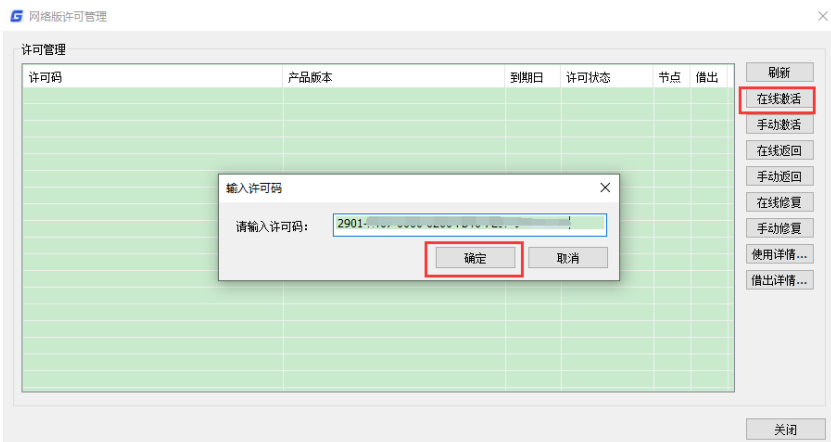 网络版许可管理
许可管理
许可码 产品版本 到期日 许可状态 节点 借出
刷新
在线激活
手动激活
在线返回
手动返回
在线修复
手动修复
使用详情...
借出详情...
输入许可码
请输入许可码: 2901-
确定 取消
关闭